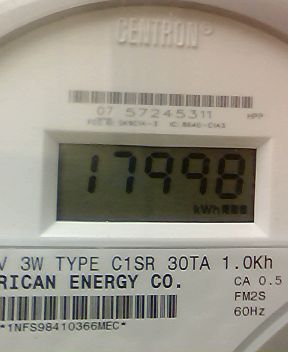 CENTRON®
07 57245311 HPP
17998
kWh
V 3W TYPE C1SR 30TA 1.0Kh
RICAN ENERGY CO. CA 0.5
FM2S
*1NFS98410366MEC* 60Hz